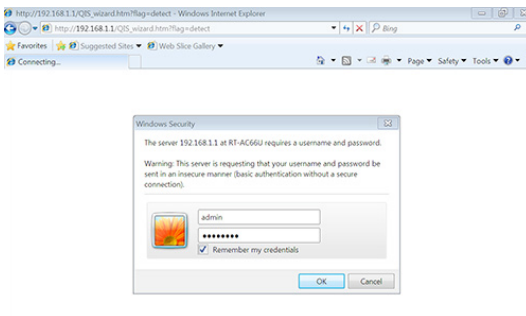 http://192.168.1.1/QIS_wizard.htm?flag=detect - Windows Internet Explorer
http://192.168.1.1/QIS_wizard.htm?flag=detect
Bing
Favorites
Suggested Sites
Web Slice Gallery
Connecting...
Page
Safety
Tools
Windows Security
The server 192.168.1.1 at RT-AC66U requires a username and password.
Warning: This server is requesting that your username and password be
sent in an insecure manner (basic authentication without a secure
connection).
admin
●●●●●●●●
Remember my credentials
OK
Cancel